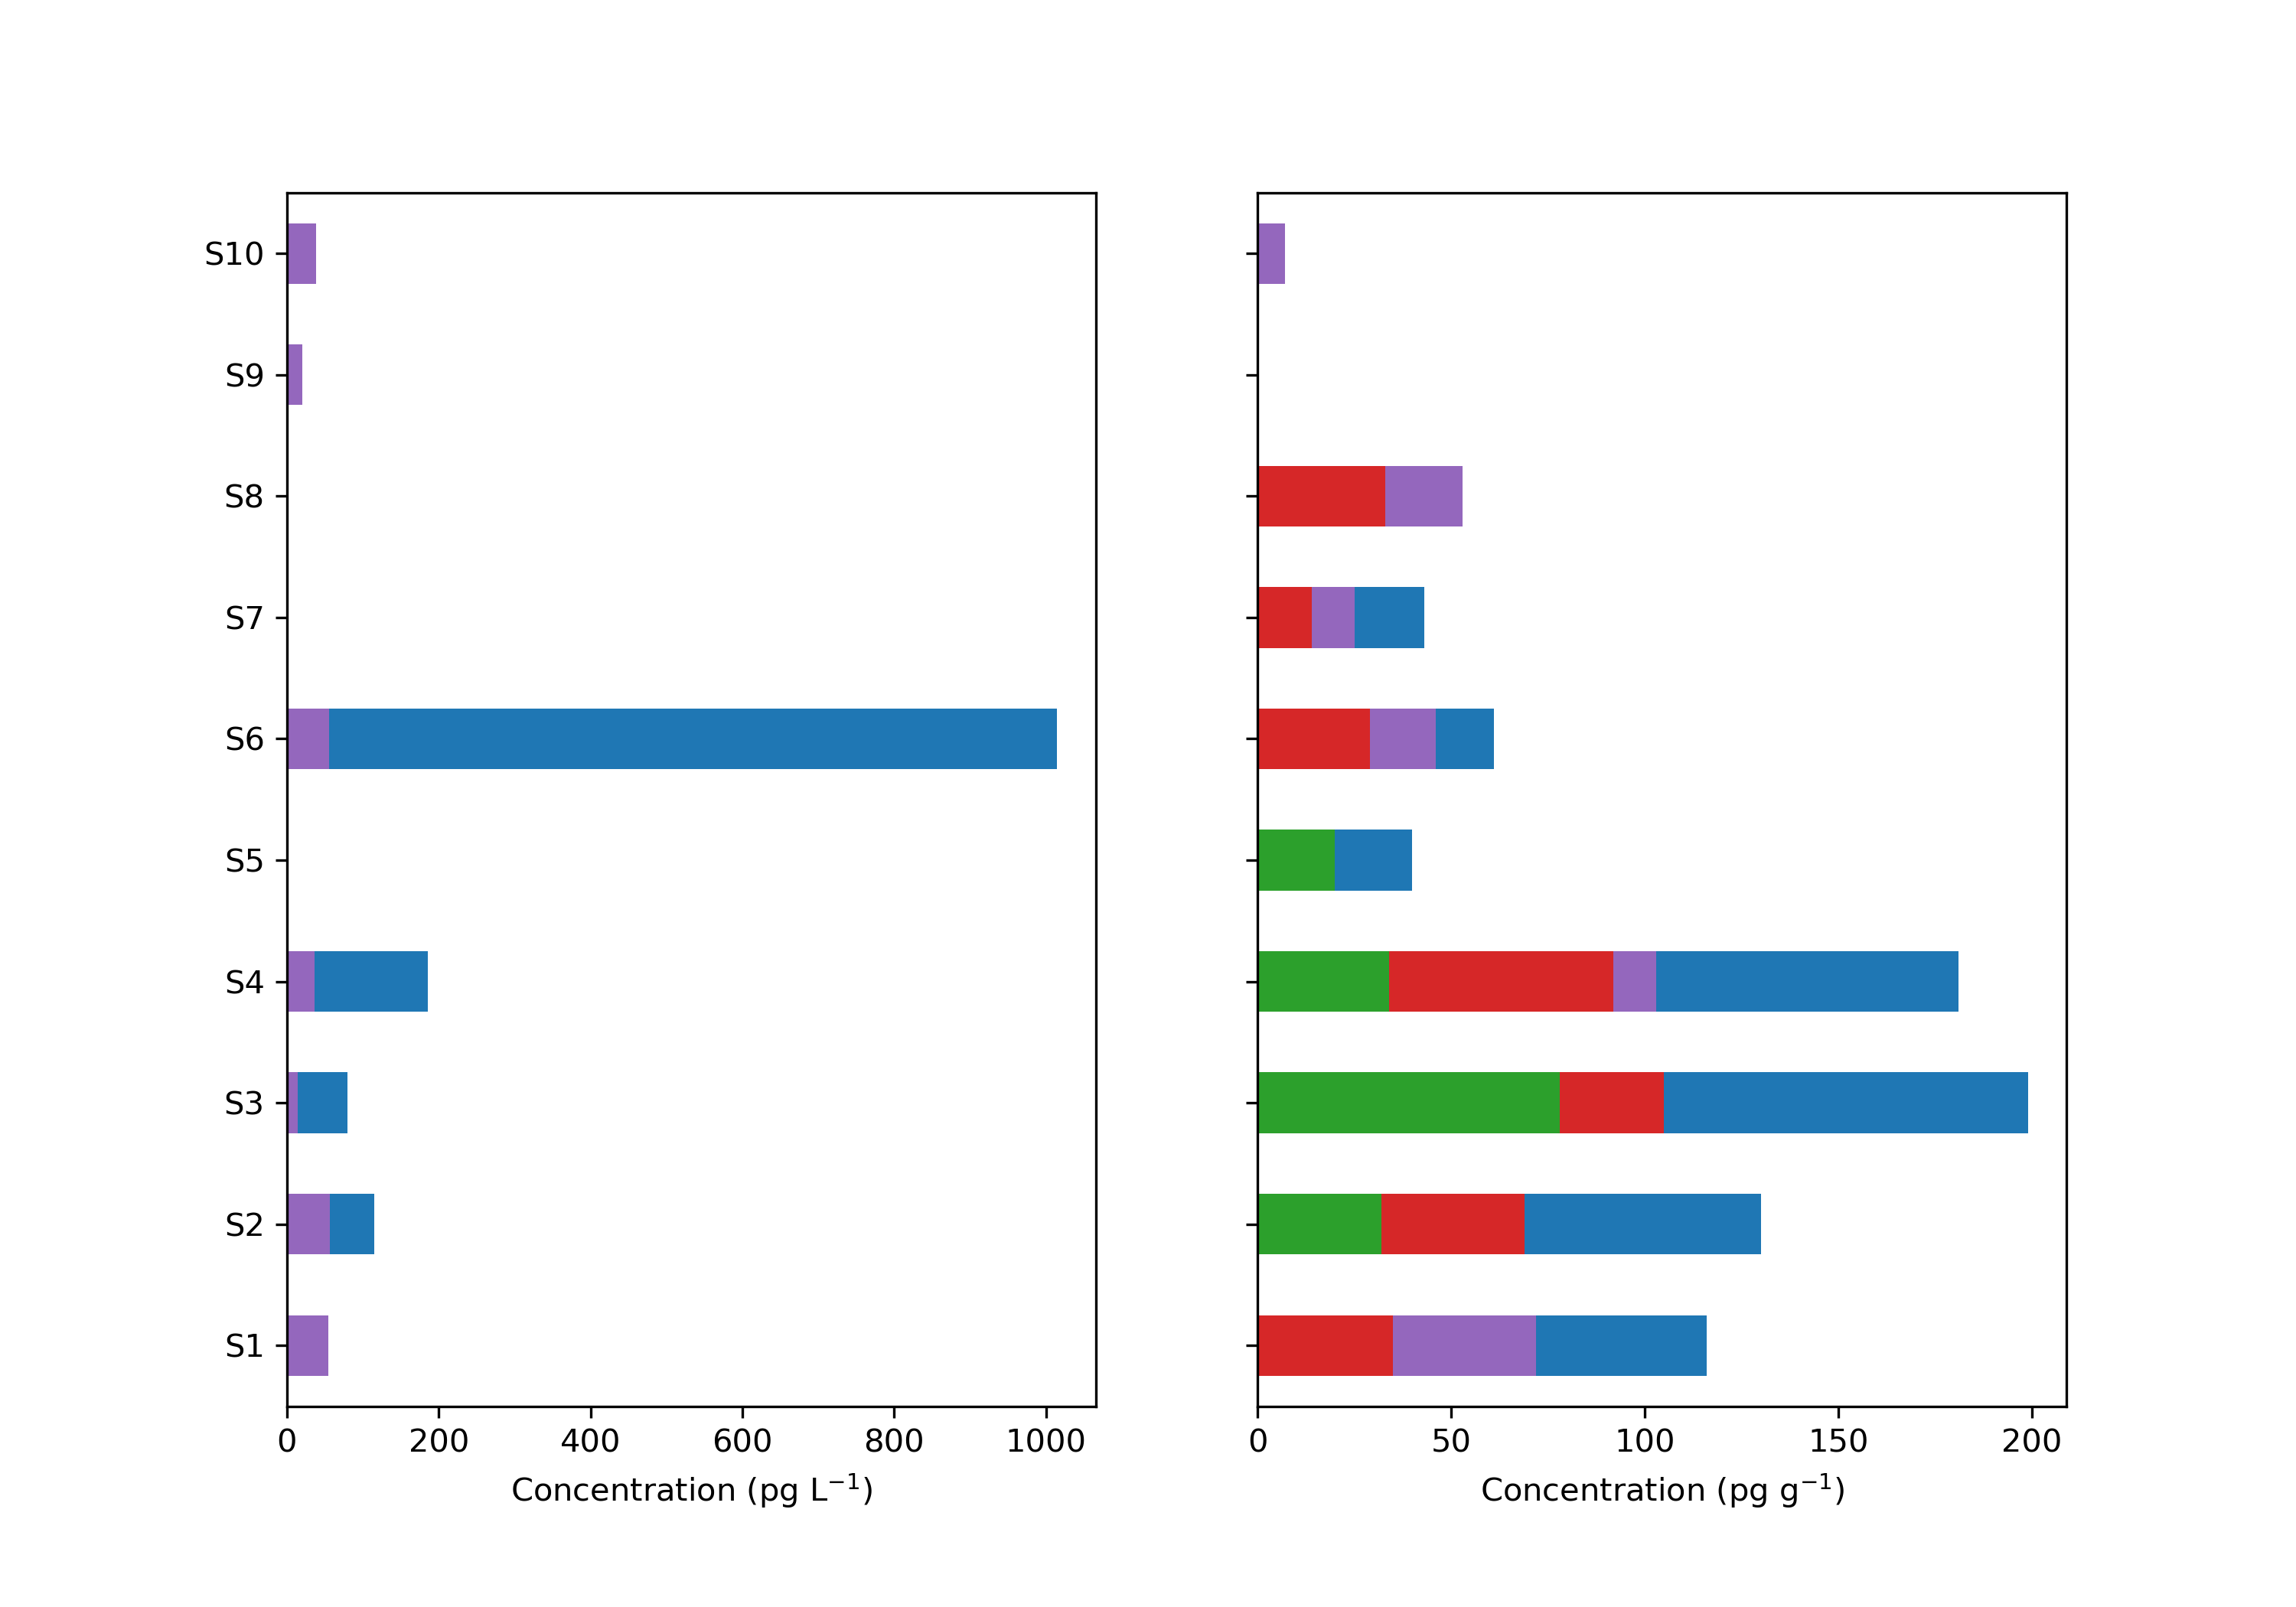 S10
S9
S8
S7
S6
S5
S4
S3
S2
S1
0 200 400 600 800 1000
Concentration (pg L⁻¹)
0 50 100 150 200
Concentration (pg g⁻¹)